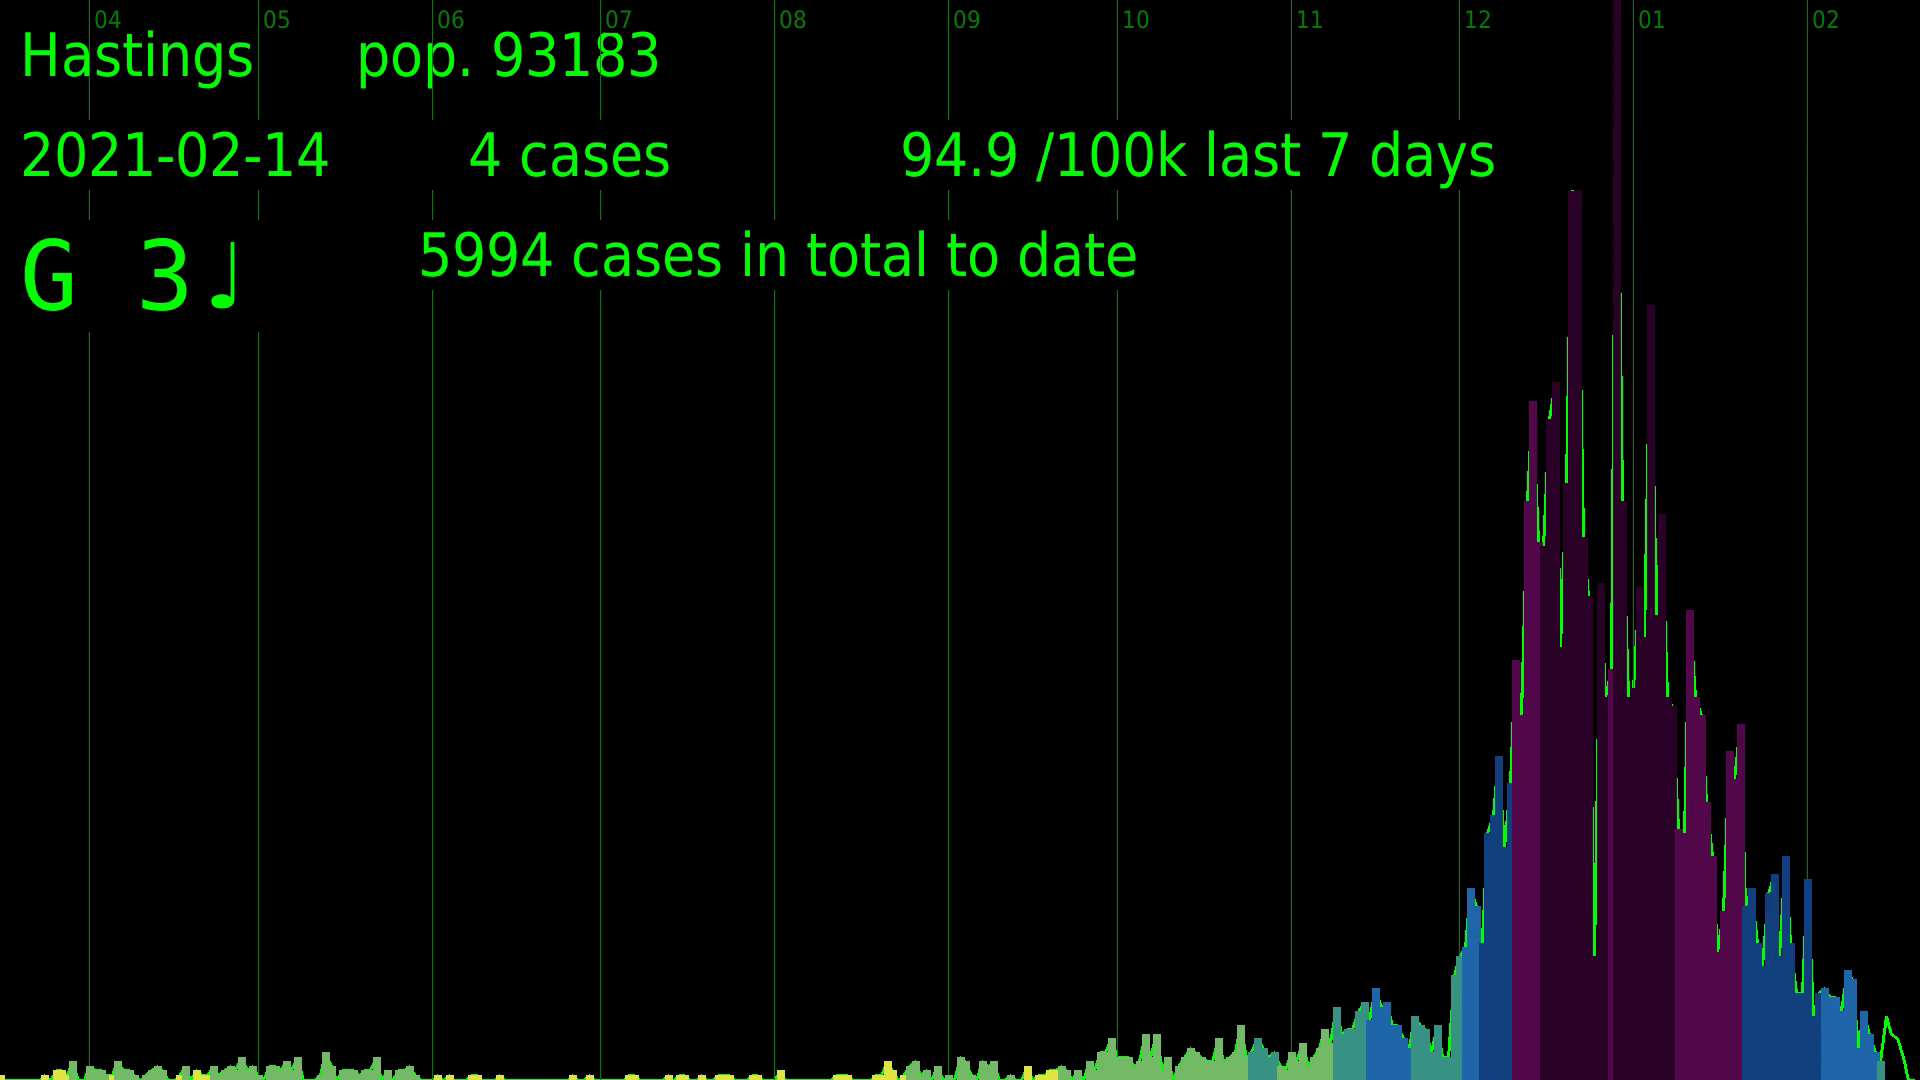 04 05 06 07 08 09 10 11 12 01 02
Hastings pop. 93183
2021-02-14 4 cases 94.9 /100k last 7 days
G 3♩ 5994 cases in total to date